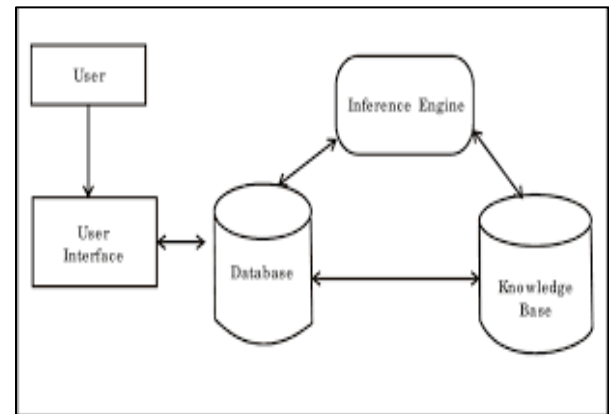 User
Inference Engine
User
Interface
Database
Knowledge
Base